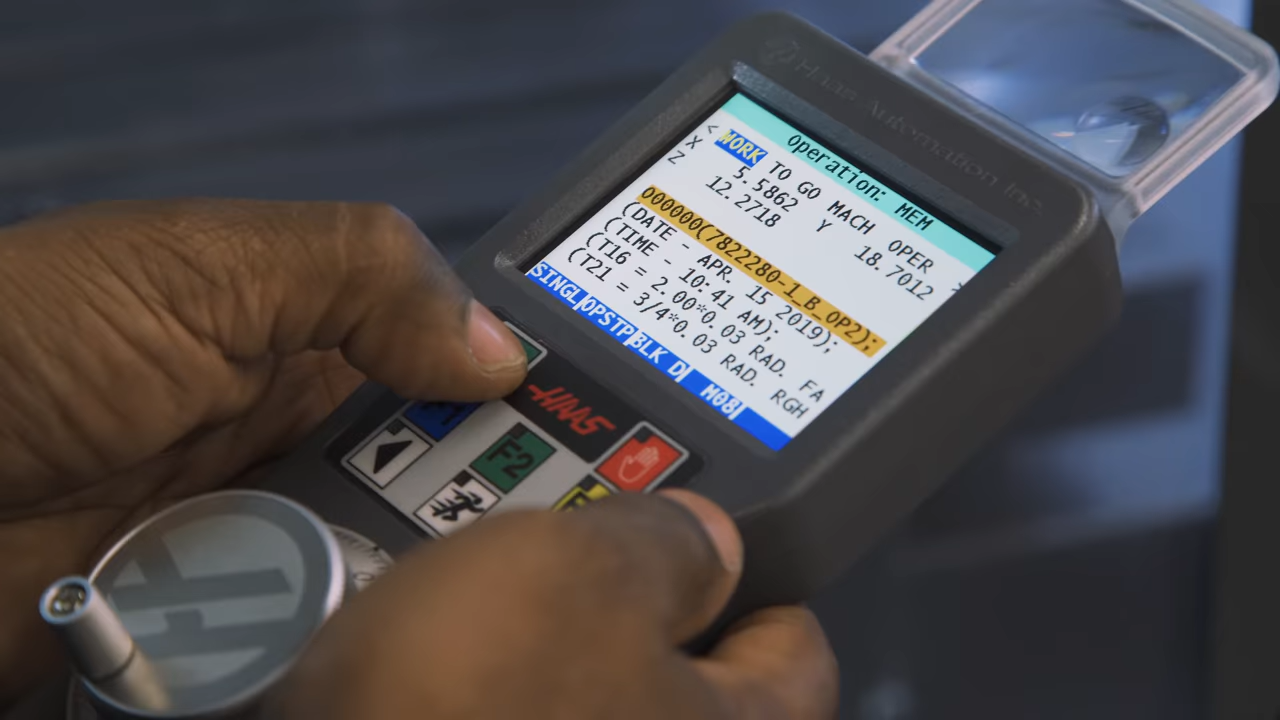 Haas Automation Inc.
Operation: MEM
< WORK TO GO MACH OPER >
X 5.5862 Y 18.7012
Z 12.2718
O00000(7822280-1_B_OP2);
(DATE - APR. 15 2019);
(TIME - 10:41 AM);
(T16 = 2.00*0.03 RAD. FA
(T21 = 3/4*0.03 RAD. RGH
SINGL OPSTP BLK D M08
HAAS
F2